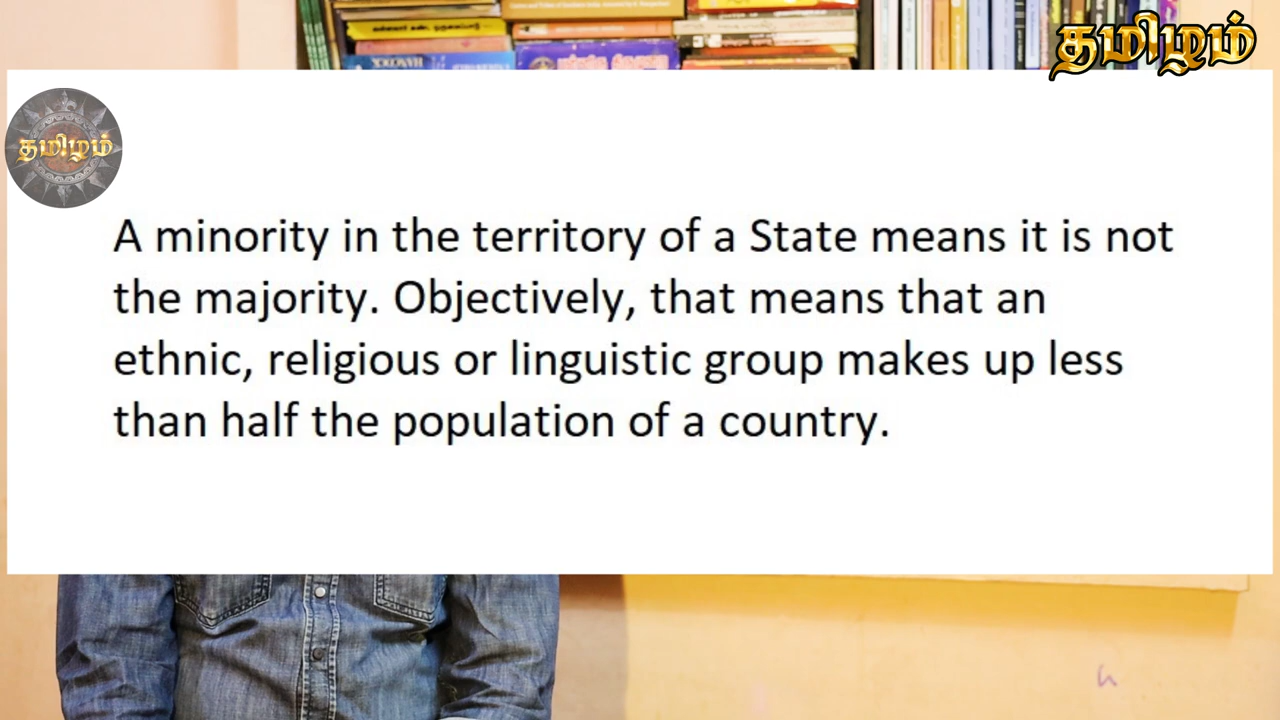 தமிழம்
தமிழம்
A minority in the territory of a State means it is not
the majority. Objectively, that means that an
ethnic, religious or linguistic group makes up less
than half the population of a country.